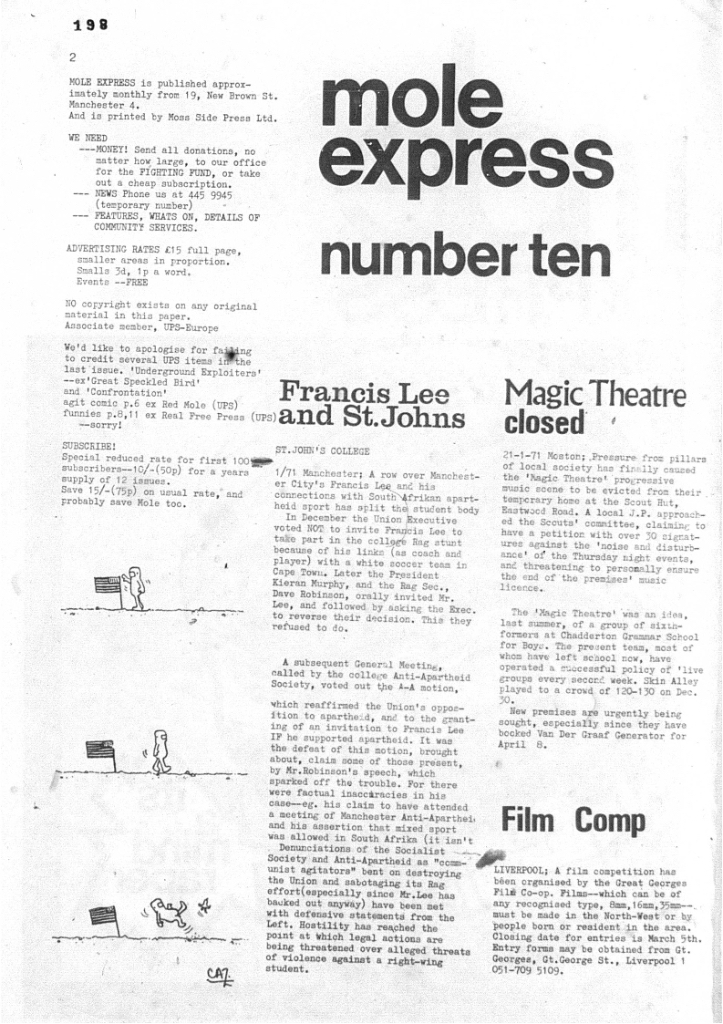 198
2
MOLE EXPRESS is published approx-
imately monthly from 19, New Brown St.
Manchester 4.
And is printed by Moss Side Press Ltd.
WE NEED
---MONEY! Send all donations, no
matter how large, to our office
for the FIGHTING FUND, or take
out a cheap subscription.
--- NEWS Phone us at 445 9945
(temporary number)
--- FEATURES, WHATS ON, DETAILS OF
COMMUNITY SERVICES.
ADVERTISING RATES £15 full page,
smaller areas in proportion.
Smalls 3d, 1p a word.
Events --FREE
NO copyright exists on any original
material in this paper.
Associate member, UPS-Europe
We'd like to apologise for failing
to credit several UPS items in the
last issue. 'Underground Exploiters'
--ex'Great Speckled Bird'
and 'Confrontation'
agit comic p.6 ex Red Mole (UPS)
funnies p.8,11 ex Real Free Press (UPS)
--sorry!
SUBSCRIBE!
Special reduced rate for first 100
subscribers--10/-(50p) for a years
supply of 12 issues.
Save 15/-(75p) on usual rate, and
probably save Mole too.
CAZ
mole
express
number ten
Francis Lee
and St.Johns
ST.JOHN'S COLLEGE
1/71 Manchester; A row over Manchest-
er City's Francis Lee and his
connections with South Afrikan apart-
heid sport has split the student body
In December the Union Executive
voted NOT to invite Francis Lee to
take part in the college Rag stunt
because of his links (as coach and
player) with a white soccer team in
Cape Town. Later the President
Kieran Murphy, and the Rag Sec.,
Dave Robinson, orally invited Mr.
Lee, and followed by asking the Exec.
to reverse their decision. This they
refused to do.
A subsequent General Meeting,
called by the college Anti-Apartheid
Society, voted out the A-A motion,
which reaffirmed the Union's oppos-
ition to apartheid, and to the grant-
ing of an invitation to Francis Lee
IF he supported apartheid. It was
the defeat of this motion, brought
about, claim some of those present,
by Mr.Robinson's speech, which
sparked off the trouble. For there
were factual inaccuracies in his
case--eg. his claim to have attended
a meeting of Manchester Anti-Apartheid
and his assertion that mixed sport
was allowed in South Afrika (it isn't
Denunciations of the Socialist
Society and Anti-Apartheid as "comm-
unist agitators" bent on destroying
the Union and sabotaging its Rag
effort(especially since Mr.Lee has
backed out anyway) have been met
with defensive statements from the
Left. Hostility has reached the
point at which legal actions are
being threatened over alleged threats
of violence against a right-wing
student.
Magic Theatre
closed
21-1-71 Moston; Pressure from pillars
of local society has finally caused
the 'Magic Theatre' progressive
music scene to be evicted from their
temporary home at the Scout Hut,
Eastwood Road. A local J.P. approach-
ed the Scouts' committee, claiming to
have a petition with over 30 signat-
ures against the 'noise and disturb-
ance' of the Thursday night events,
and threatening to personally ensure
the end of the premises' music
licence.
The 'Magic Theatre' was an idea,
last summer, of a group of sixth-
formers at Chadderton Grammar School
for Boys. The present team, most of
whom have left school now, have
operated a successful policy of 'live
groups every second week. Skin Alley
played to a crowd of 120-130 on Dec.
30.
New premises are urgently being
sought, especially since they have
booked Van Der Graaf Generator for
April 8.
Film Comp
LIVERPOOL; A film competition has
been organised by the Great Georges
Film Co-op. Films--which can be of
any recognised type, 8mm,16mm,35mm--
must be made in the North-West or by
people born or resident in the area.
Closing date for entries is March 5th.
Entry forms may be obtained from Gt.
Georges, Gt.George St., Liverpool 1
051-709 5109.